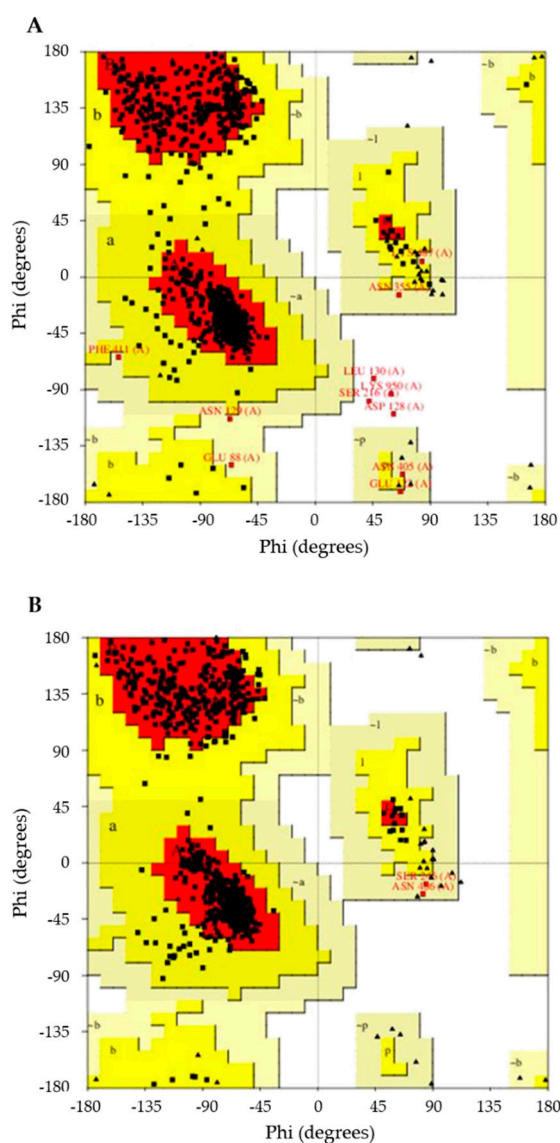 A
180
135
90
45
0
-45
-90
-135
-180
Phi (degrees)
b
~b
~b
b
~l
l
a
~a
ASN 355 (A)
PHE 411 (A)
LEU 130 (A)
LYS 950 (A)
SER 216 (A)
ASP 128 (A)
ASN 129 (A)
~b
b
GLU 88 (A)
~p
ASN 405 (A)
GLU (A)
~b
-180 -135 -90 -45 0 45 90 135 180
Phi (degrees)
B
180
135
90
45
0
-45
-90
-135
-180
Phi (degrees)
b
~b
~b
b
~l
l
a
~a
SER (A)
ASN (A)
~b
b
~p
p
~b
-180 -135 -90 -45 0 45 90 135 180
Phi (degrees)